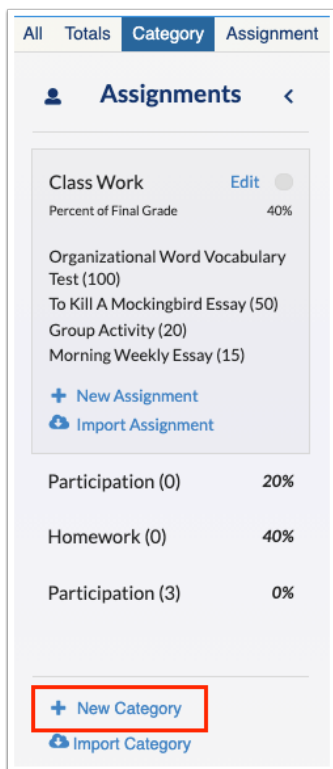 All Totals Category Assignment
Assignments
Class Work Edit
Percent of Final Grade 40%
Organizational Word Vocabulary
Test (100)
To Kill A Mockingbird Essay (50)
Group Activity (20)
Morning Weekly Essay (15)
+ New Assignment
Import Assignment
Participation (0) 20%
Homework (0) 40%
Participation (3) 0%
+ New Category
Import Category